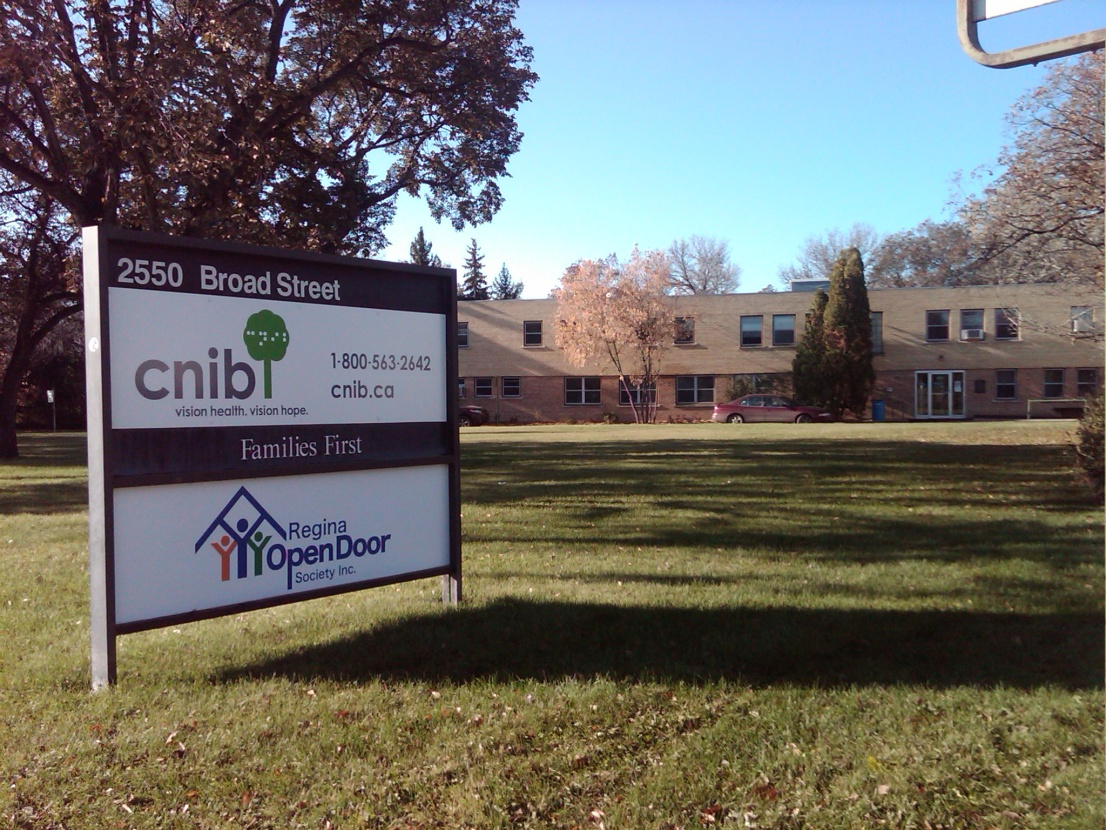 2550 Broad Street
cnib
vision health. vision hope.
1-800-563-2642
cnib.ca
Families First
Regina
Open Door
Society Inc.